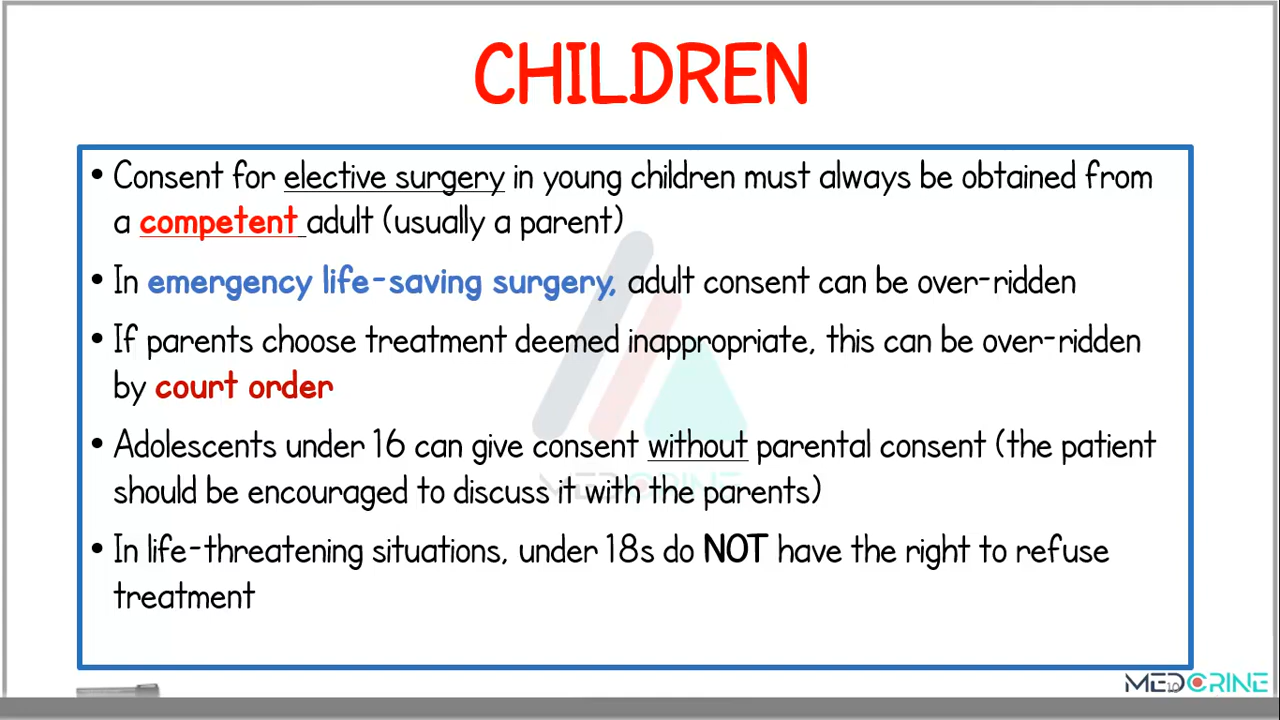 CHILDREN
• Consent for elective surgery in young children must always be obtained from
a competent adult (usually a parent)
• In emergency life-saving surgery, adult consent can be over-ridden
• If parents choose treatment deemed inappropriate, this can be over-ridden
by court order
• Adolescents under 16 can give consent without parental consent (the patient
should be encouraged to discuss it with the parents)
• In life-threatening situations, under 18s do NOT have the right to refuse
treatment
MEDCRINE
MEDCRINE
10